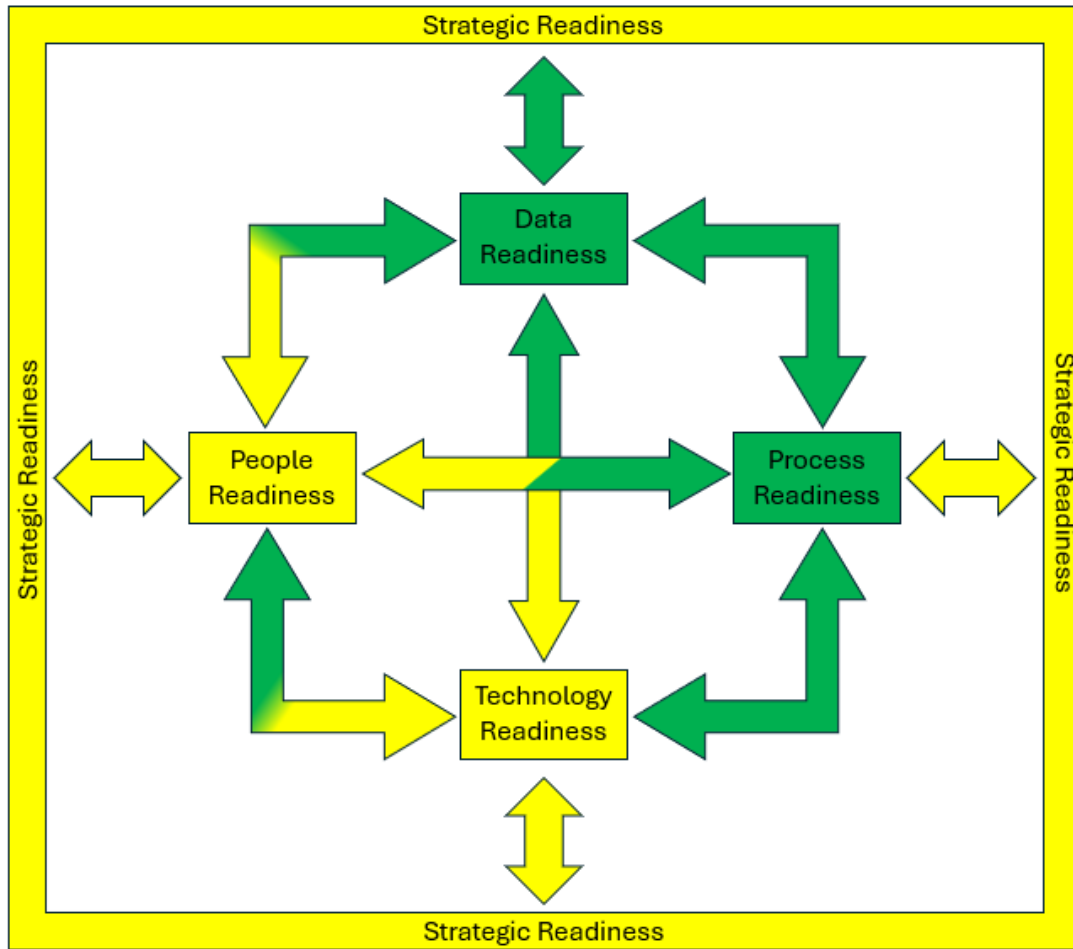 Strategic Readiness
Data
Readiness
Strategic Readiness
People
Readiness
Process
Readiness
Strategic Readiness
Technology
Readiness
Strategic Readiness